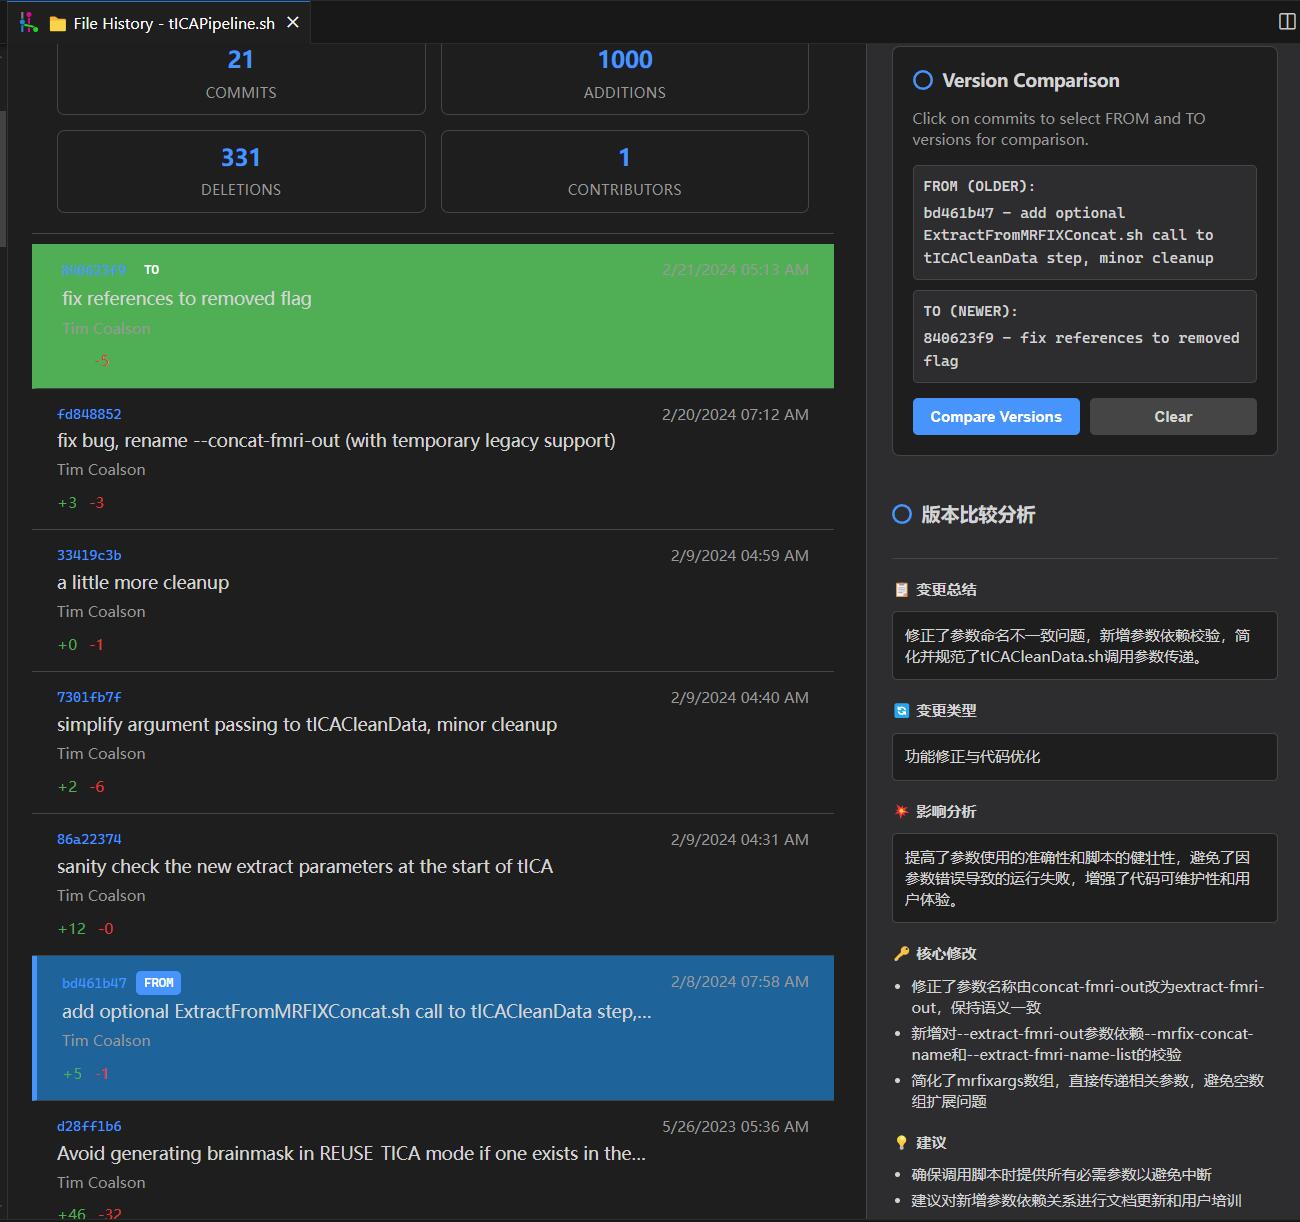 File History - tICAPipeline.sh
21
COMMITS
1000
ADDITIONS
331
DELETIONS
1
CONTRIBUTORS
840623f9 TO 2/21/2024 05:13 AM
fix references to removed flag
Tim Coalson
-5
fd848852 2/20/2024 07:12 AM
fix bug, rename --concat-fmri-out (with temporary legacy support)
Tim Coalson
+3 -3
33419c3b 2/9/2024 04:59 AM
a little more cleanup
Tim Coalson
+0 -1
7301fb7f 2/9/2024 04:40 AM
simplify argument passing to tICACleanData, minor cleanup
Tim Coalson
+2 -6
86a22374 2/9/2024 04:31 AM
sanity check the new extract parameters at the start of tICA
Tim Coalson
+12 -0
bd461b47 FROM 2/8/2024 07:58 AM
add optional ExtractFromMRFIXConcat.sh call to tICACleanData step,...
Tim Coalson
+5 -1
d28ff1b6 5/26/2023 05:36 AM
Avoid generating brainmask in REUSE_TICA mode if one exists in the...
Tim Coalson
+46 -32
Version Comparison
Click on commits to select FROM and TO
versions for comparison.
FROM (OLDER):
bd461b47 - add optional
ExtractFromMRFIXConcat.sh call to
tICACleanData step, minor cleanup
TO (NEWER):
840623f9 - fix references to removed
flag
Compare Versions Clear
版本比较分析
变更总结
修正了参数命名不一致问题，新增参数依赖校验，简
化并规范了tICACleanData.sh调用参数传递。
变更类型
功能修正与代码优化
影响分析
提高了参数使用的准确性和脚本的健壮性，避免了因
参数错误导致的运行失败，增强了代码可维护性和用
户体验。
核心修改
• 修正了参数名称由concat-fmri-out改为extract-fmri-
out，保持语义一致
• 新增对--extract-fmri-out参数依赖--mrfix-concat-
name和--extract-fmri-name-list的校验
• 简化了mrfixargs数组，直接传递相关参数，避免空数
组扩展问题
建议
• 确保调用脚本时提供所有必需参数以避免中断
• 建议对新增参数依赖关系进行文档更新和用户培训